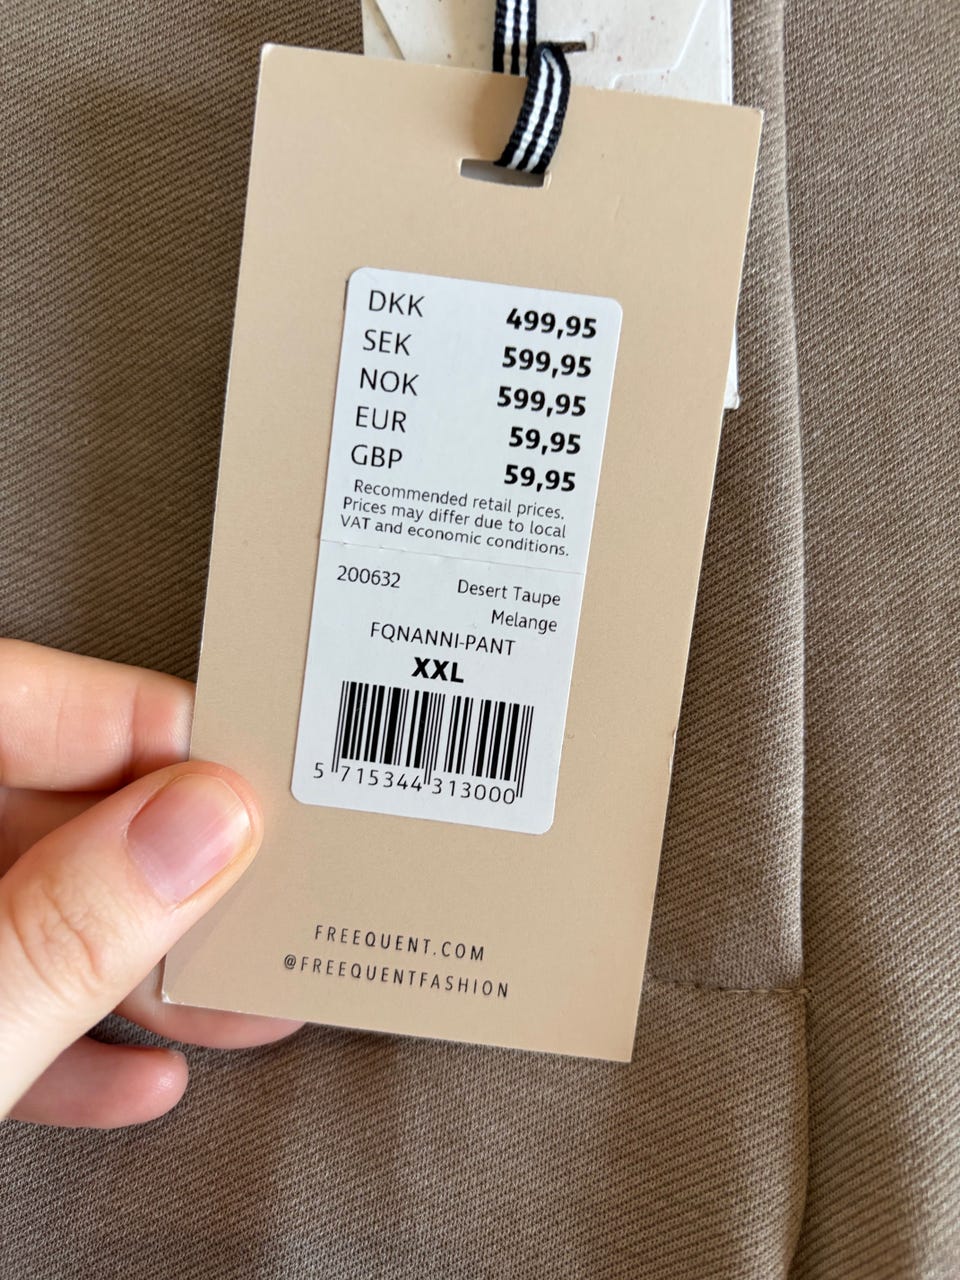 DKK 499,95
SEK 599,95
NOK 599,95
EUR 59,95
GBP 59,95
Recommended retail prices.
Prices may differ due to local
VAT and economic conditions.
200632 Desert Taupe
Melange
FQNANNI-PANT
XXL
5 715344 313000
FREEQUENT.COM
@FREEQUENTFASHION